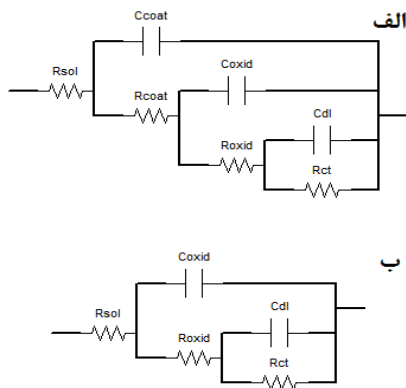 الف
Ccoat
Rsol
Rcoat
Coxid
Roxid
Cdl
Rct
ب
Coxid
Rsol
Roxid
Cdl
Rct